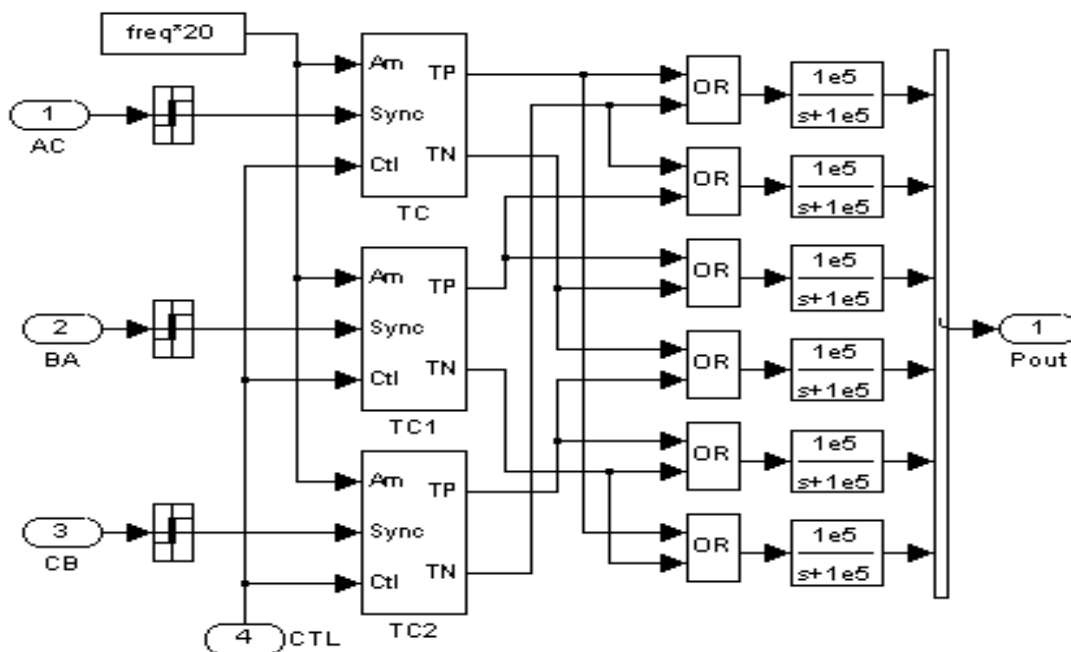 freq*20
1
AC
2
BA
3
CB
4
CTL
Am
Sync
Ctl
TP
TN
TC
Am
Sync
Ctl
TP
TN
TC1
Am
Sync
Ctl
TP
TN
TC2
OR
1e5
s+1e5
OR
1e5
s+1e5
OR
1e5
s+1e5
OR
1e5
s+1e5
OR
1e5
s+1e5
OR
1e5
s+1e5
1
Pout